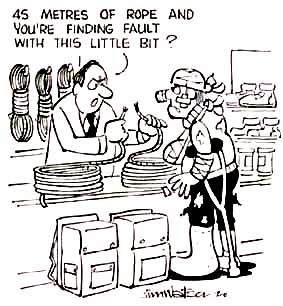 45 METRES OF ROPE AND
YOU'RE FINDING FAULT
WITH THIS LITTLE BIT ?